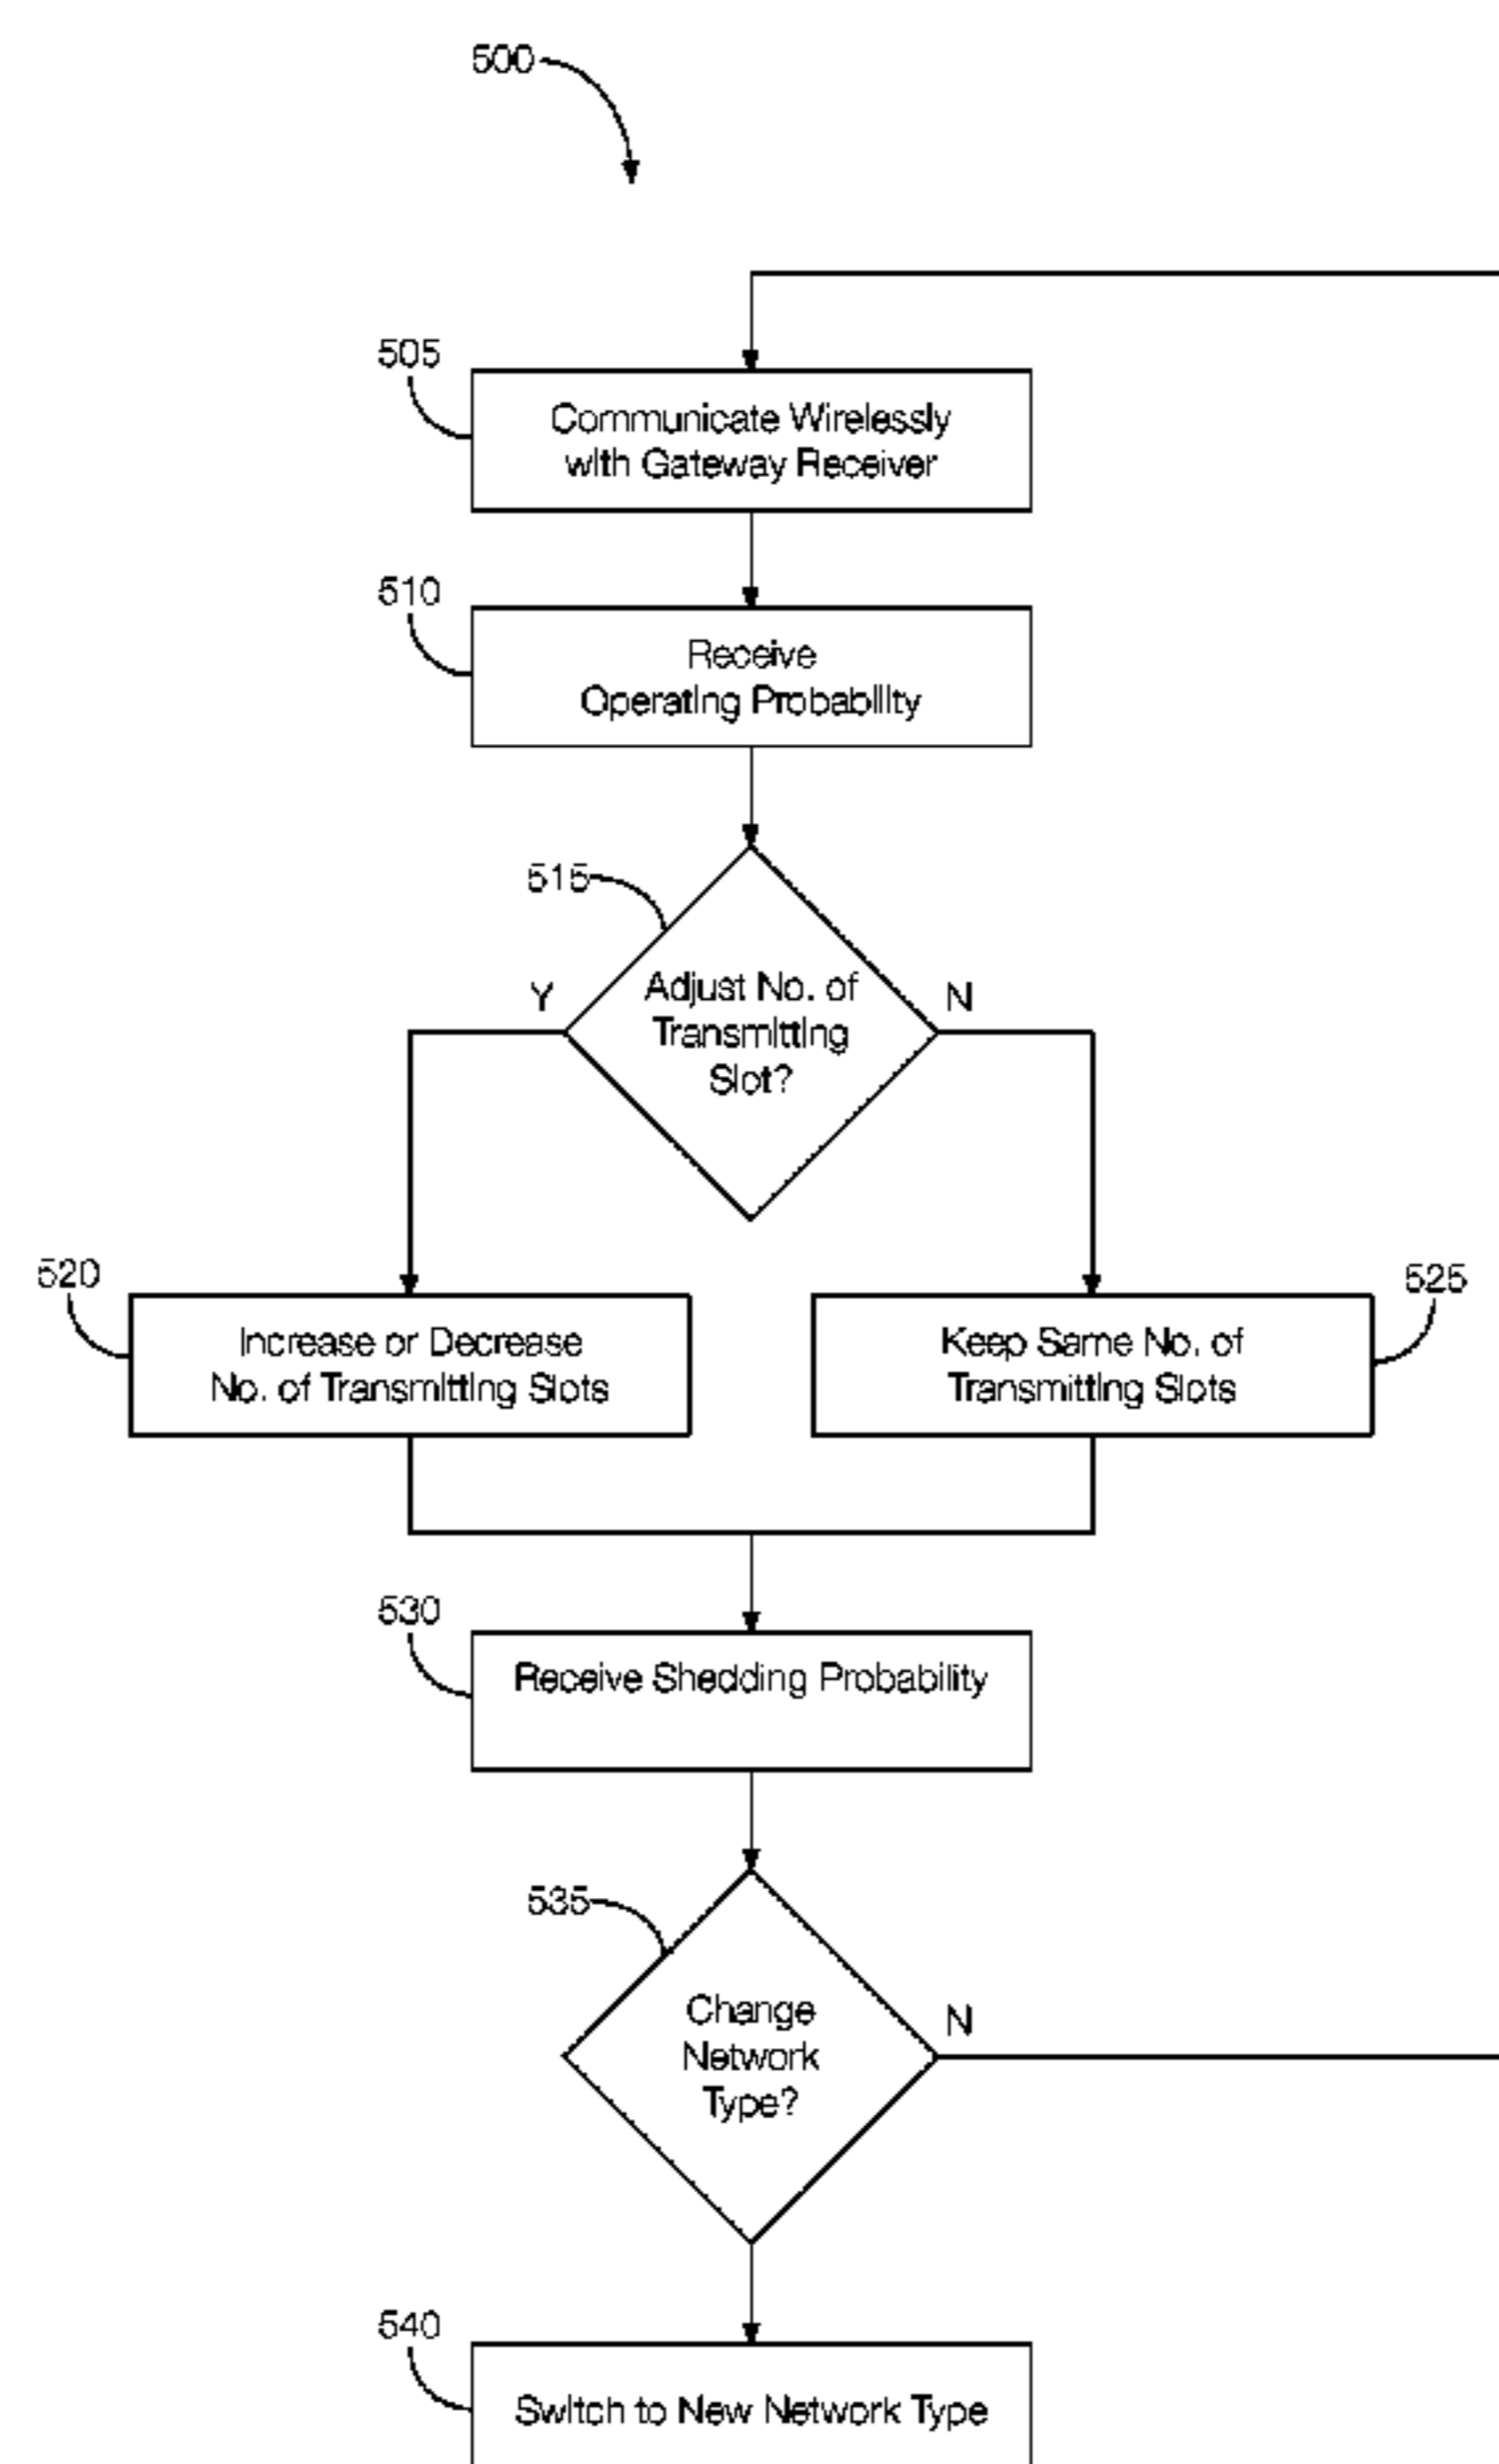 500
505
Communicate Wirelessly
with Gateway Receiver
510
Receive
Operating Probability
515
Adjust No. of
Transmitting
Slot?
Y
N
520
Increase or Decrease
No. of Transmitting Slots
525
Keep Same No. of
Transmitting Slots
530
Receive Shedding Probability
535
Change
Network
Type?
N
540
Switch to New Network Type